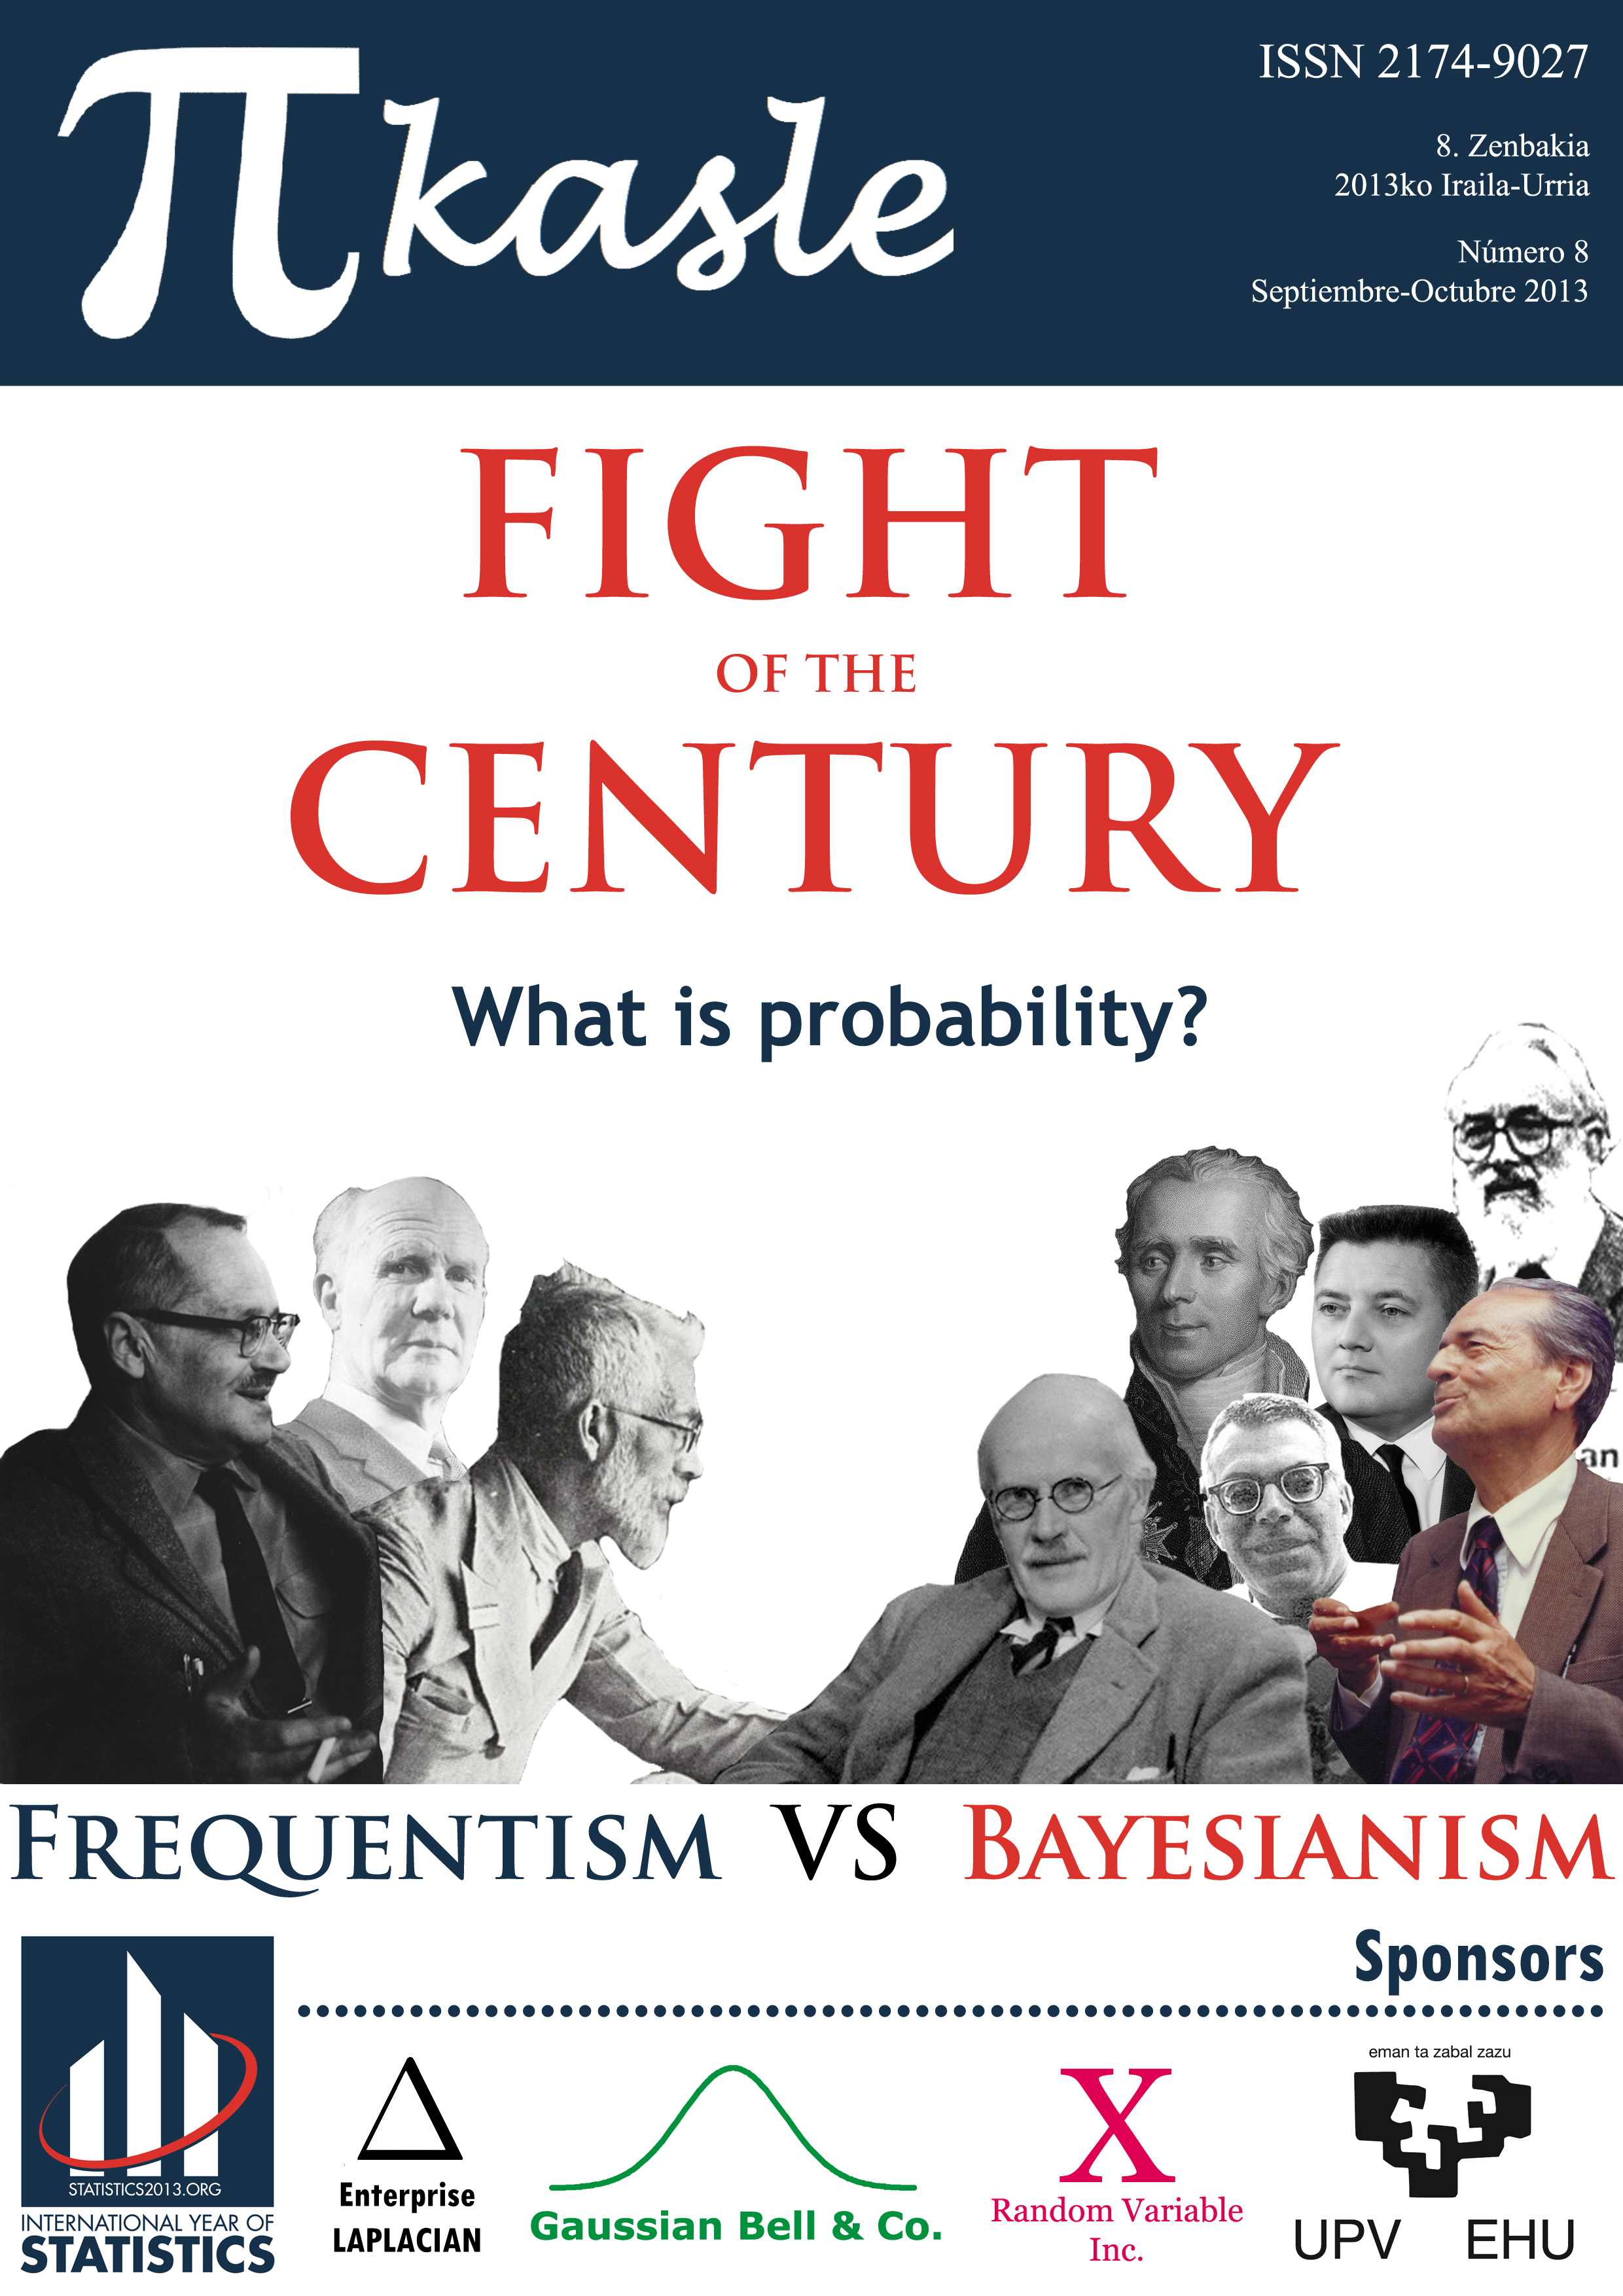 πkasle
ISSN 2174-9027
8. Zenbakia
2013ko Iraila-Urria
Número 8
Septiembre-Octubre 2013
FIGHT
OF THE
CENTURY
What is probability?
an
FREQUENTISM VS BAYESIANISM
Sponsors
STATISTICS2013.ORG
INTERNATIONAL YEAR OF
STATISTICS
Δ
Enterprise
LAPLACIAN
Gaussian Bell & Co.
X
Random Variable
Inc.
eman ta zabal zazu
UPV EHU